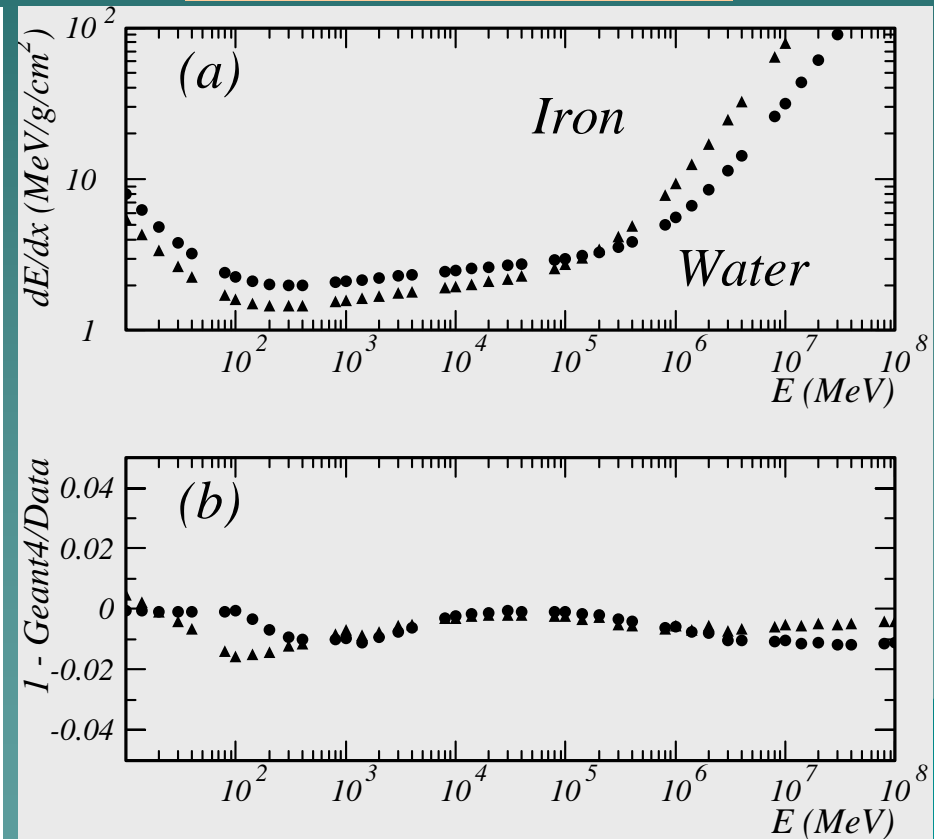 10^2
(a)
Iron
10
Water
1
dE/dx (MeV/g/cm^2)
10^2 10^3 10^4 10^5 10^6 10^7 10^8
E (MeV)
(b)
0.04
0.02
0
-0.02
-0.04
1 - Geant4/Data
10^2 10^3 10^4 10^5 10^6 10^7 10^8
E (MeV)